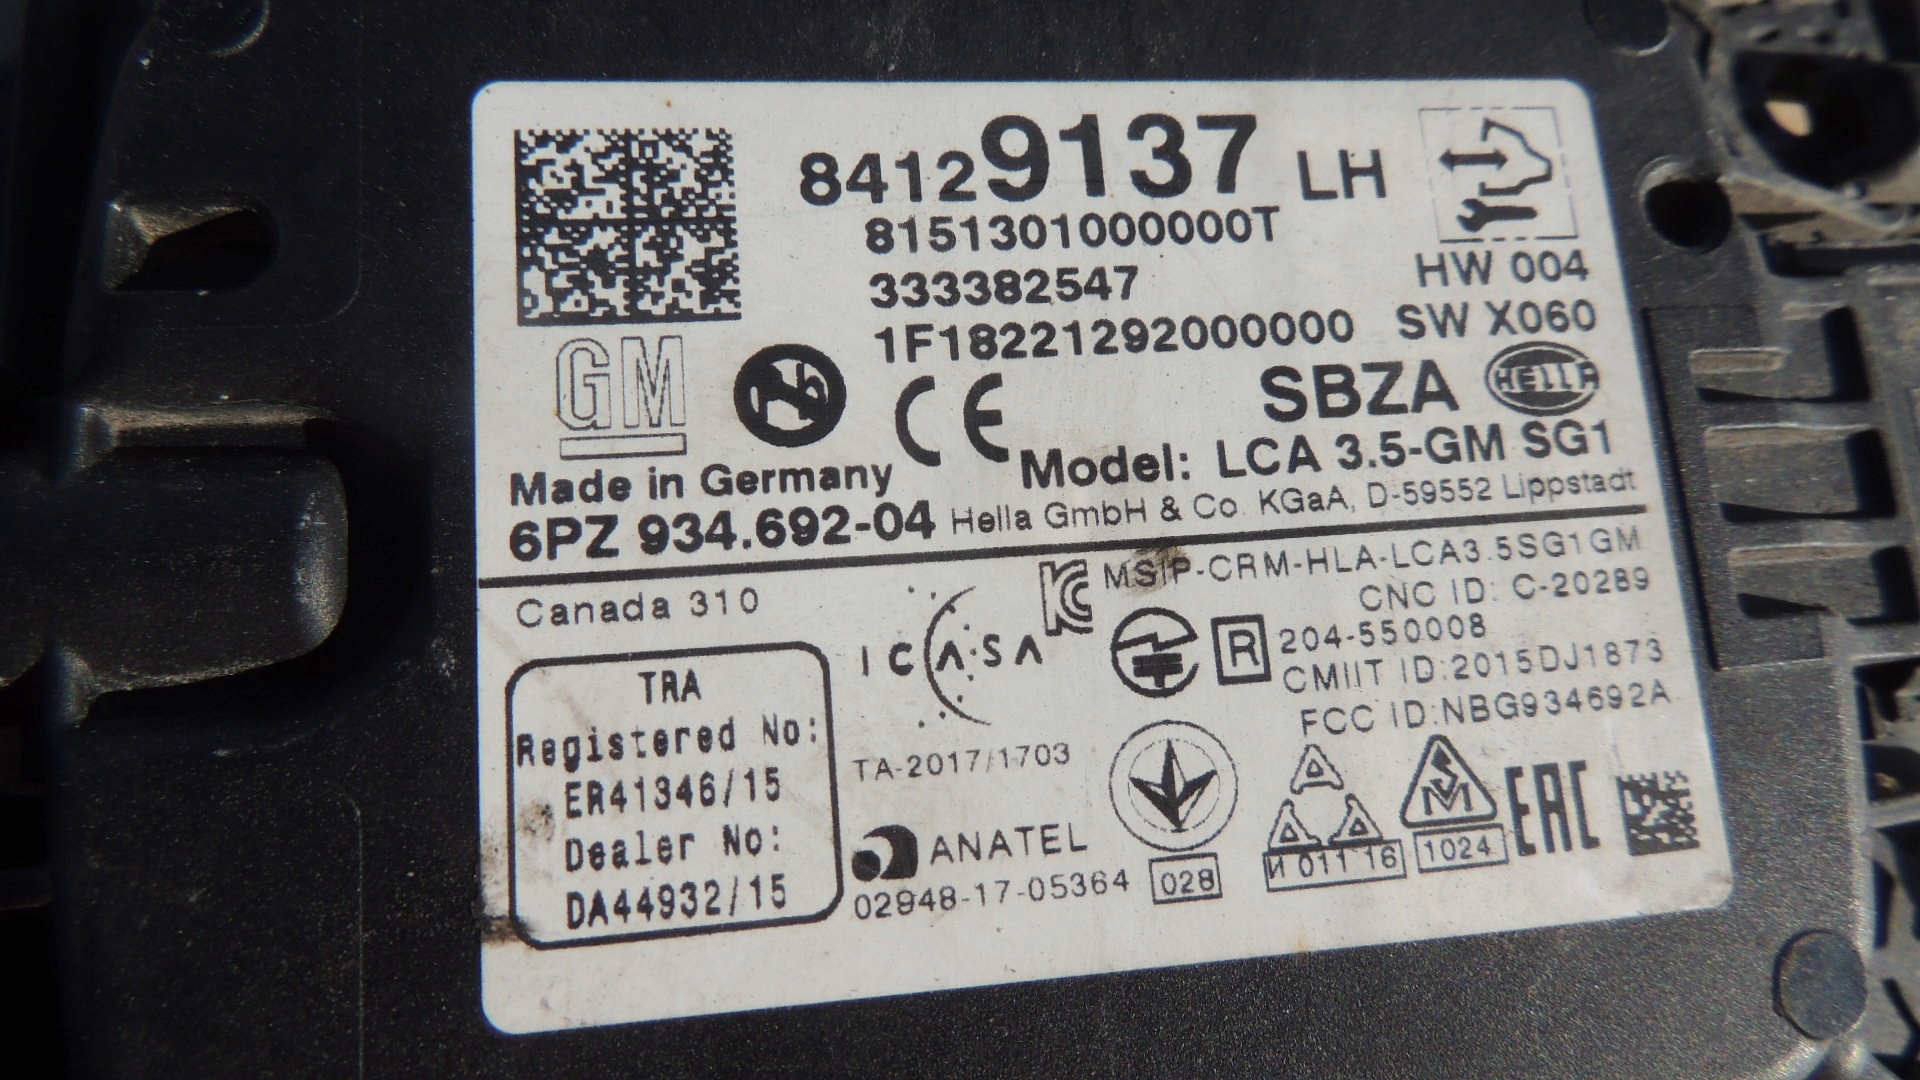 84129137 LH
8151301000000T
333382547
HW 004
1F18221292000000
SW X060
GM
CE
SBZA
HELLA
Made in Germany
Model: LCA 3.5-GM SG1
6PZ 934.692-04
Hella GmbH & Co. KGaA, D-59552 Lippstadt
Canada 310
MSIP-CRM-HLA-LCA3.5SG1GM
CNC ID: C-20289
ICASA
R 204-550008
CMIIT ID:2015DJ1873
FCC ID:NBG934692A
TRA
Registered No:
ER41346/15
Dealer No:
DA44932/15
TA-2017/1703
ANATEL
02948-17-05364
028
И 011 16
1024
EAC